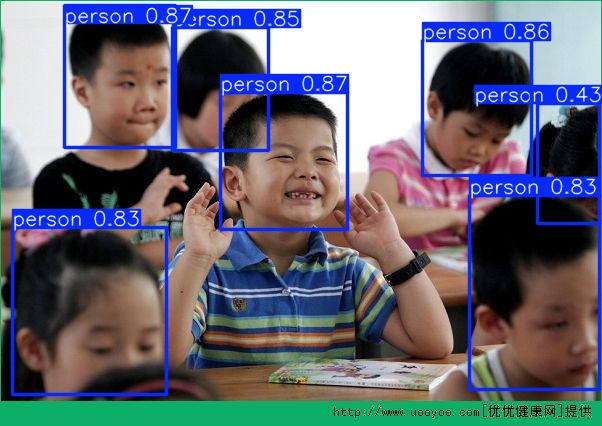 person 0.87
person 0.85
person 0.86
person 0.87
person 0.43
person 0.83
person 0.83
http://www.uooyoo.com[优优健康网]提供